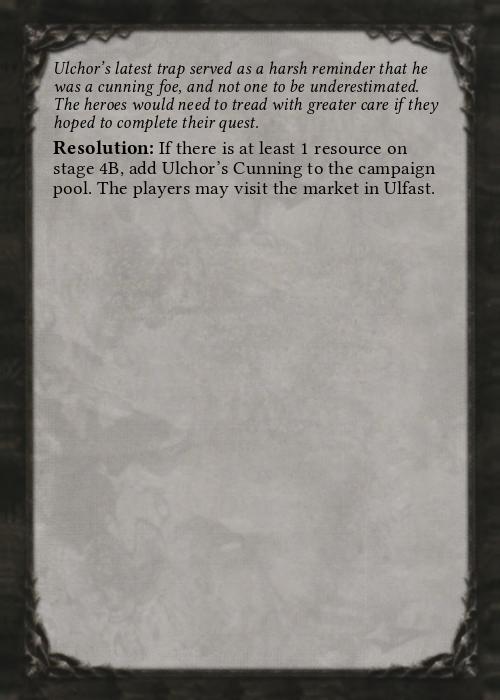 Ulchor's latest trap served as a harsh reminder that he
was a cunning foe, and not one to be underestimated.
The heroes would need to tread with greater care if they
hoped to complete their quest.
Resolution: If there is at least 1 resource on
stage 4B, add Ulchor's Cunning to the campaign
pool. The players may visit the market in Ulfast.